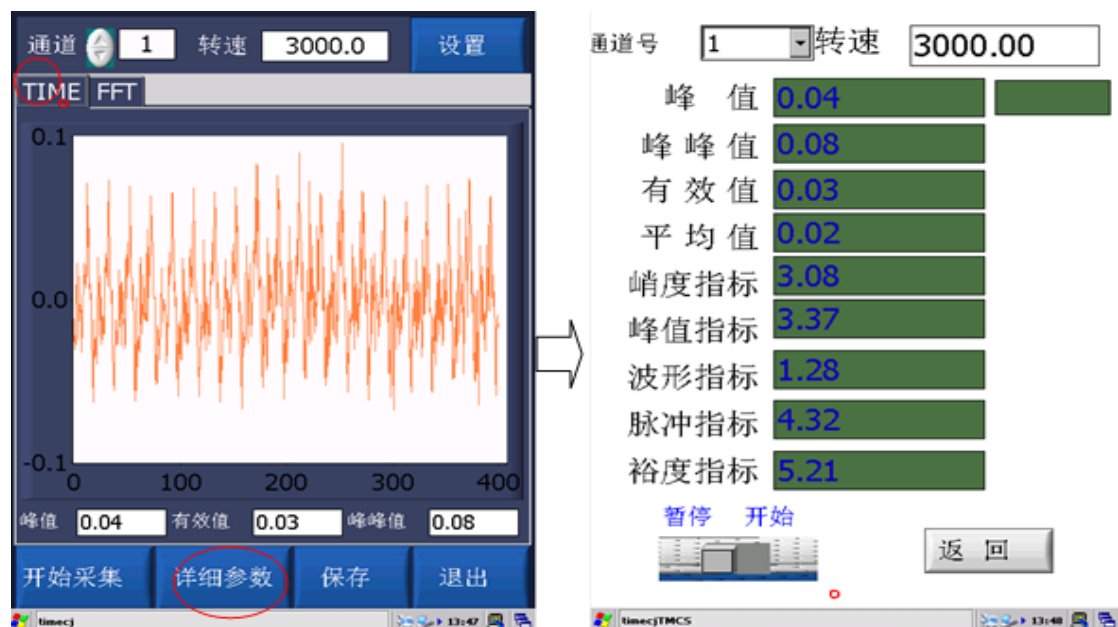 通道 1 转速 3000.0 设置
TIME FFT
0.1
0.0
-0.1
0 100 200 300 400
峰值 0.04 有效值 0.03 峰峰值 0.08
开始采集 详细参数 保存 退出
timecj 13:47
通道号 1 转速 3000.00
峰 值 0.04
峰 峰 值 0.08
有 效 值 0.03
平 均 值 0.02
峭度指标 3.08
峰值指标 3.37
波形指标 1.28
脉冲指标 4.32
裕度指标 5.21
暂停 开始
返 回
timecjTMCS 13:48